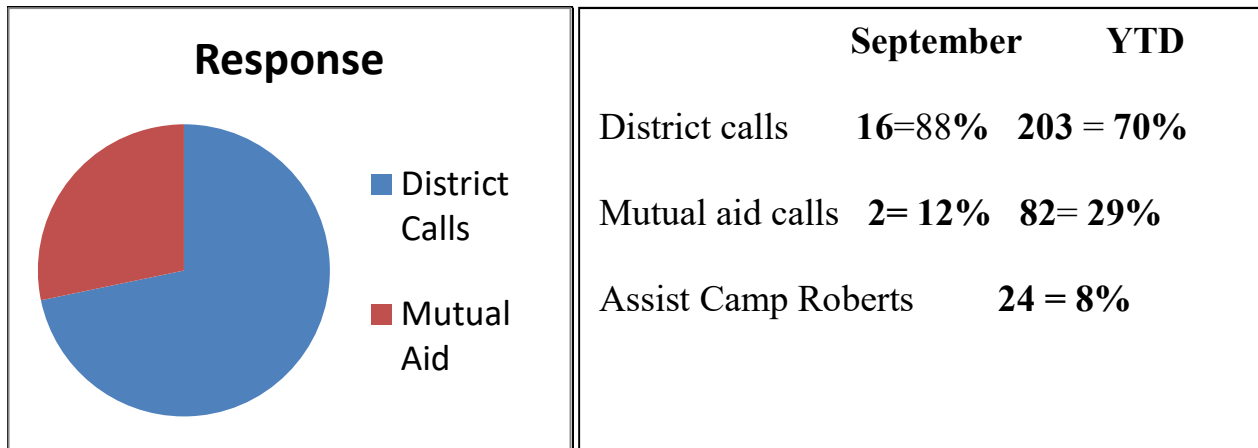 Response
District
Calls
Mutual
Aid
September YTD
District calls 16=88% 203 = 70%
Mutual aid calls 2= 12% 82= 29%
Assist Camp Roberts 24 = 8%